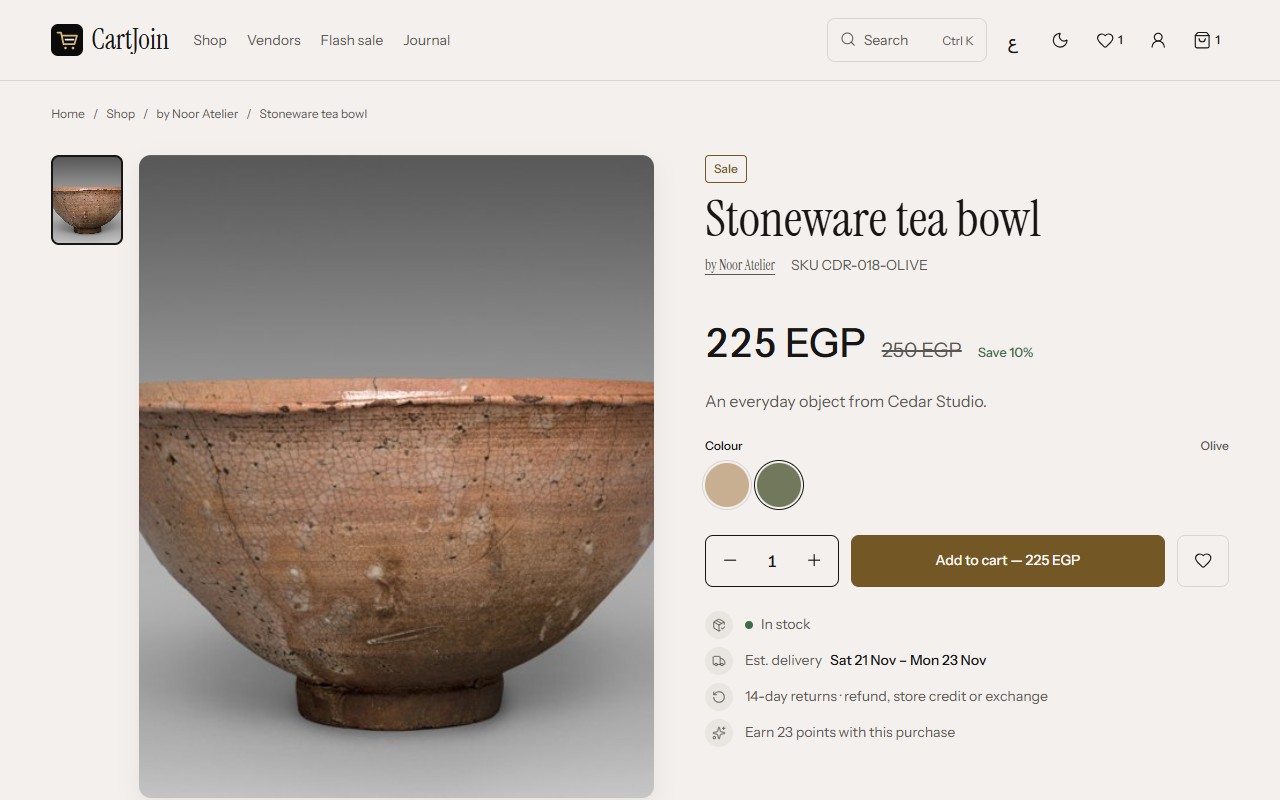 CartJoin
Shop Vendors Flash sale Journal
Search Ctrl K
ع
1
1
Home / Shop / by Noor Atelier / Stoneware tea bowl
Sale
Stoneware tea bowl
by Noor Atelier SKU CDR-018-OLIVE
225 EGP 250 EGP Save 10%
An everyday object from Cedar Studio.
Colour Olive
1
Add to cart — 225 EGP
In stock
Est. delivery Sat 21 Nov – Mon 23 Nov
14-day returns · refund, store credit or exchange
Earn 23 points with this purchase